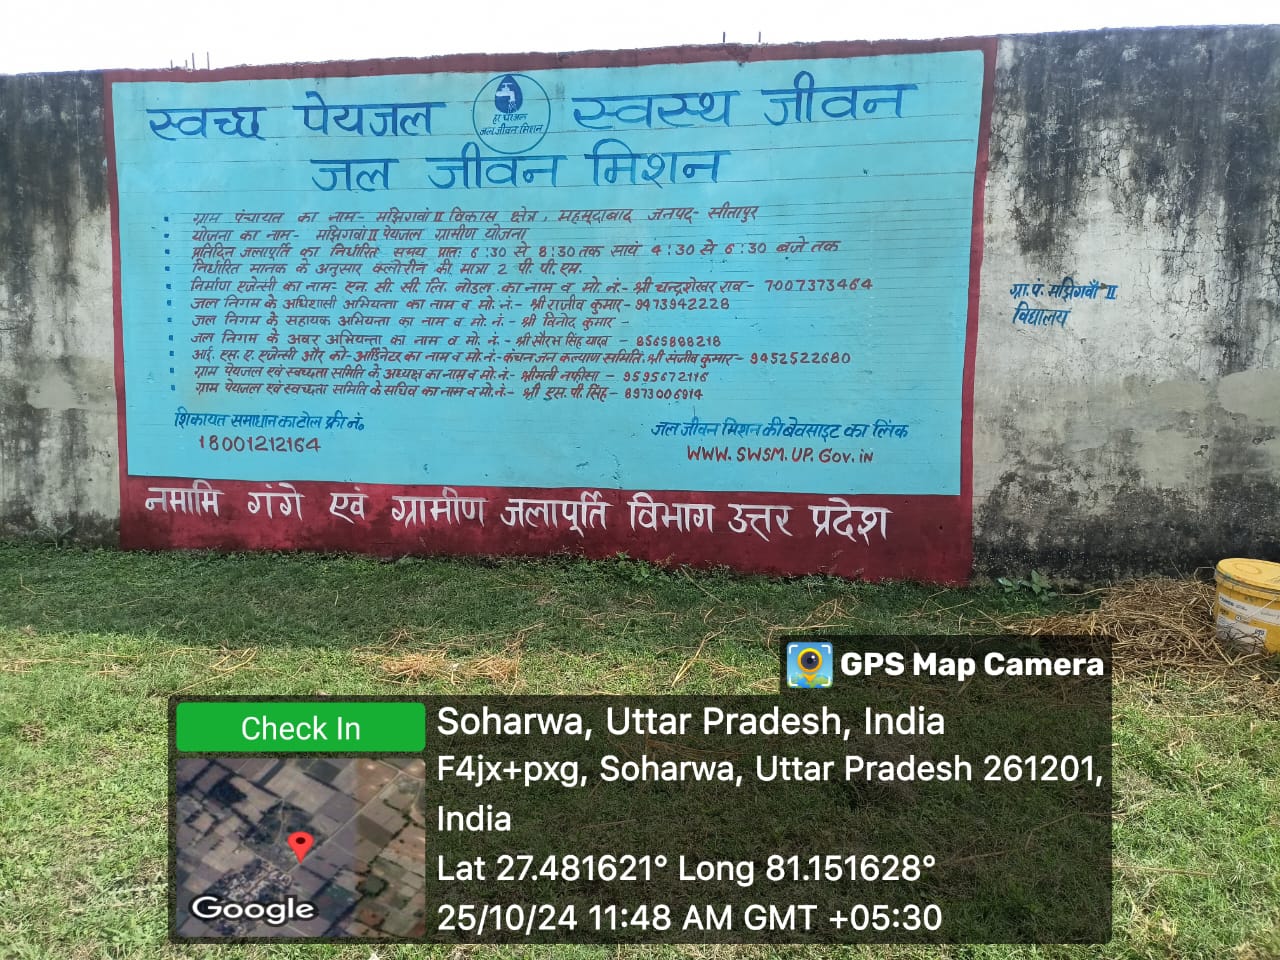 स्वच्छ पेयजल स्वस्थ जीवन
हर घर जल
जल जीवन मिशन
जल जीवन मिशन
ग्राम पंचायत का नाम- मझिगवां II विकास क्षेत्र, महमूदाबाद जनपद- सीतापुर
योजना का नाम- मझिगवां II पेयजल ग्रामीण योजना
प्रतिदिन जलापूर्ति का निर्धारित समय प्रातः 6:30 से 8:30 तक सायं 4:30 से 6:30 बजे तक
निर्धारित मानक के अनुसार क्लोरीन की मात्रा 2 पी. पी. एम.
निर्माण एजेन्सी का नाम- एन. सी. सी. लि. नोडल का नाम व मो. नं.- श्री चन्द्रशेखर राव- 7007373464
जल निगम के अधिशासी अभियन्ता का नाम व मो. नं- श्री राजीव कुमार- 9473942228
जल निगम के सहायक अभियन्ता का नाम व मो. नं- श्री विनोद कुमार -
जल निगम के अवर अभियन्ता का नाम व मो. नं- श्री सौरभ सिंह यादव - 8565888218
आई. एस. ए. एजेन्सी और को-आर्डिनेटर का नाम व मो. नं- कंचन जन कल्याण समिति, श्री संजीव कुमार- 9452522680
ग्राम पेयजल एवं स्वच्छता समिति के अध्यक्ष का नाम व मो. नं.- श्रीमती नफीसा - 9595672116
ग्राम पेयजल एवं स्वच्छता समिति के सचिव का नाम व मो. नं.- श्री एस. पी. सिंह- 8973006914
शिकायत समाधान का टोल फ्री नं.
18001212164
जल जीवन मिशन की वेबसाइट का लिंक
WWW.SWSM.UP.Gov.iN
नमामि गंगे एवं ग्रामीण जलापूर्ति विभाग उत्तर प्रदेश
ग्रा. पं. मझिगवाँ II
विद्यालय
GPS Map Camera
Check In
Soharwa, Uttar Pradesh, India
F4jx+pxg, Soharwa, Uttar Pradesh 261201,
India
Lat 27.481621° Long 81.151628°
25/10/24 11:48 AM GMT +05:30
Google